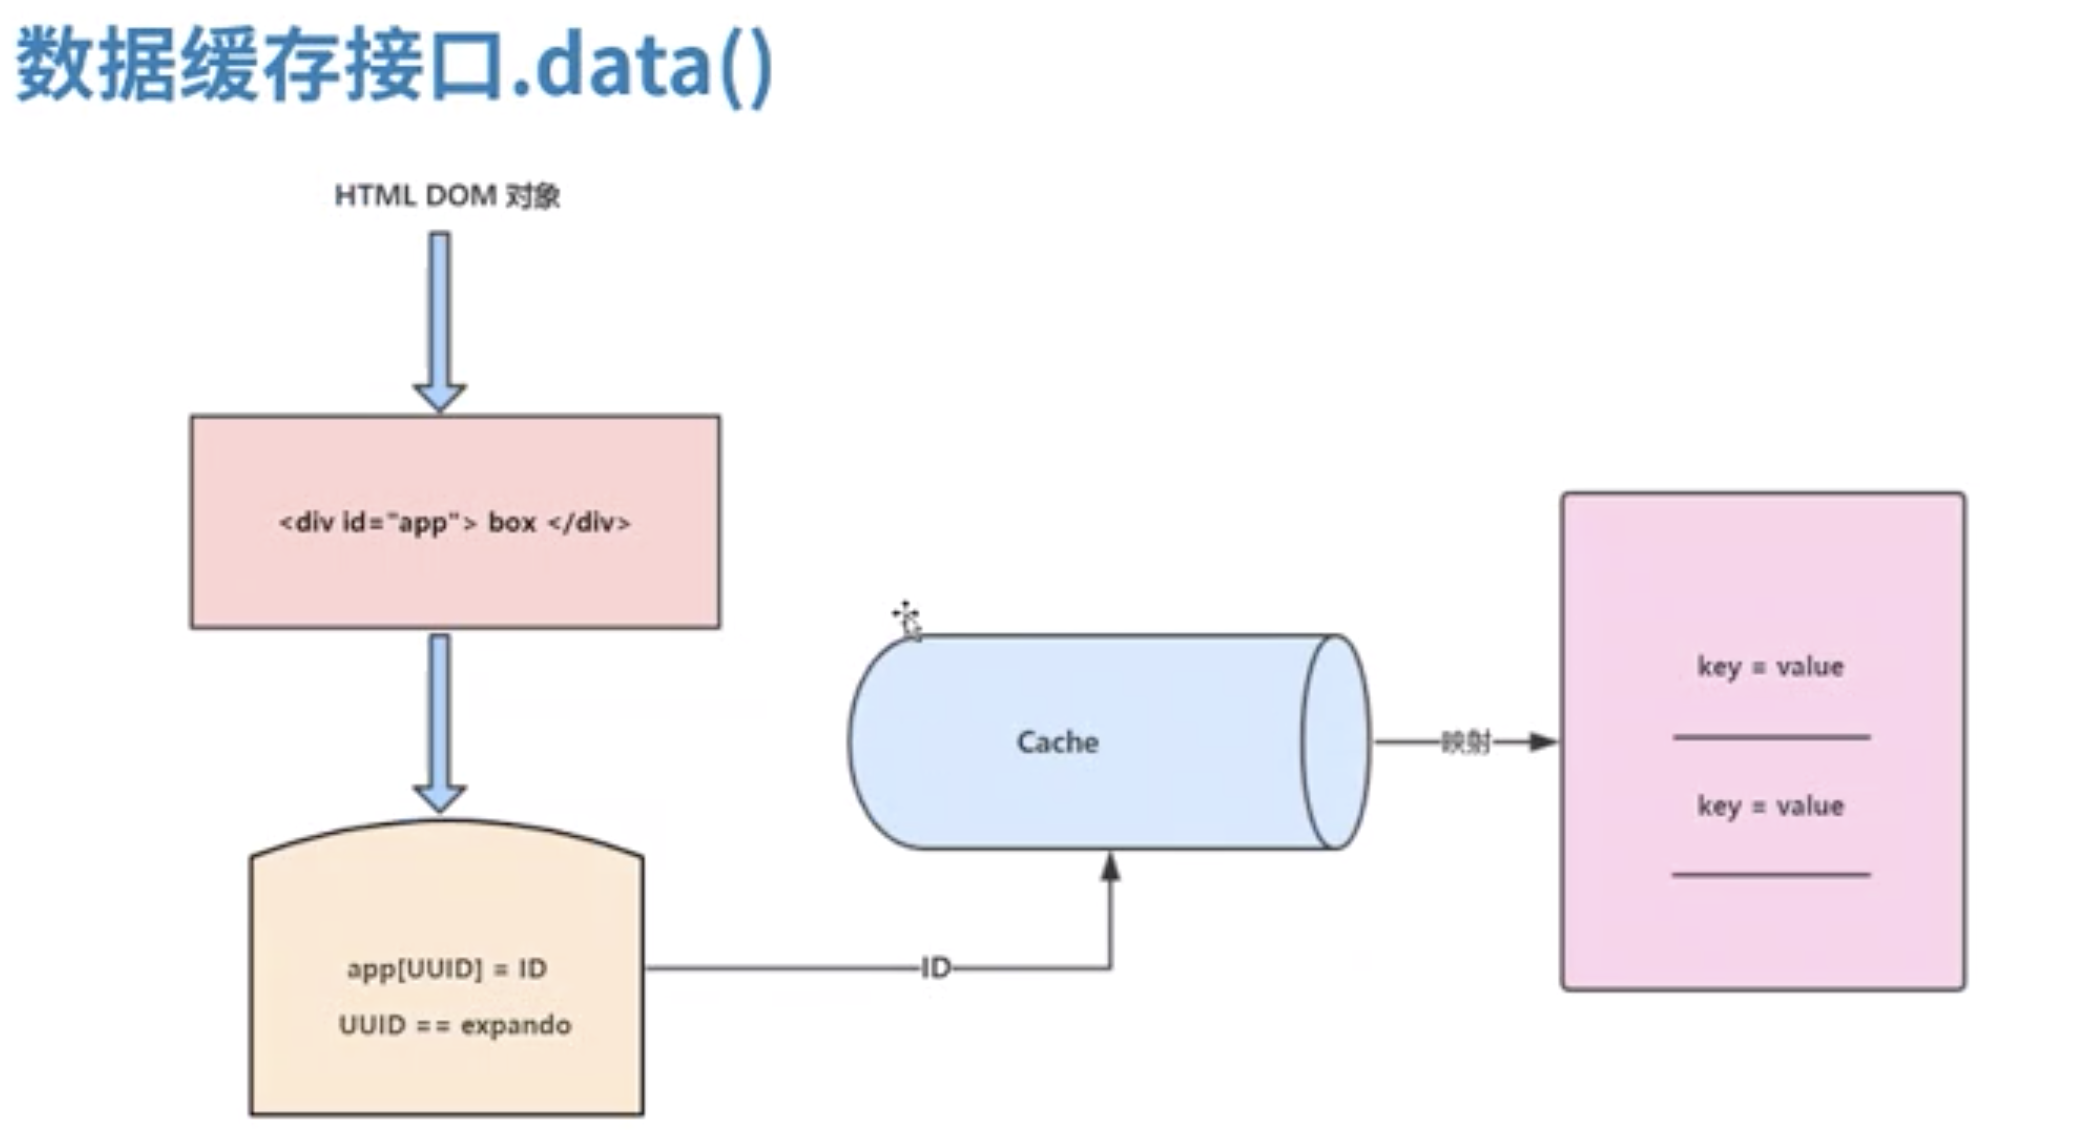 数据缓存接口.data()
HTML DOM 对象
<div id="app"> box </div>
app[UUID] = ID
UUID == expando
ID
Cache
映射
key = value
key = value